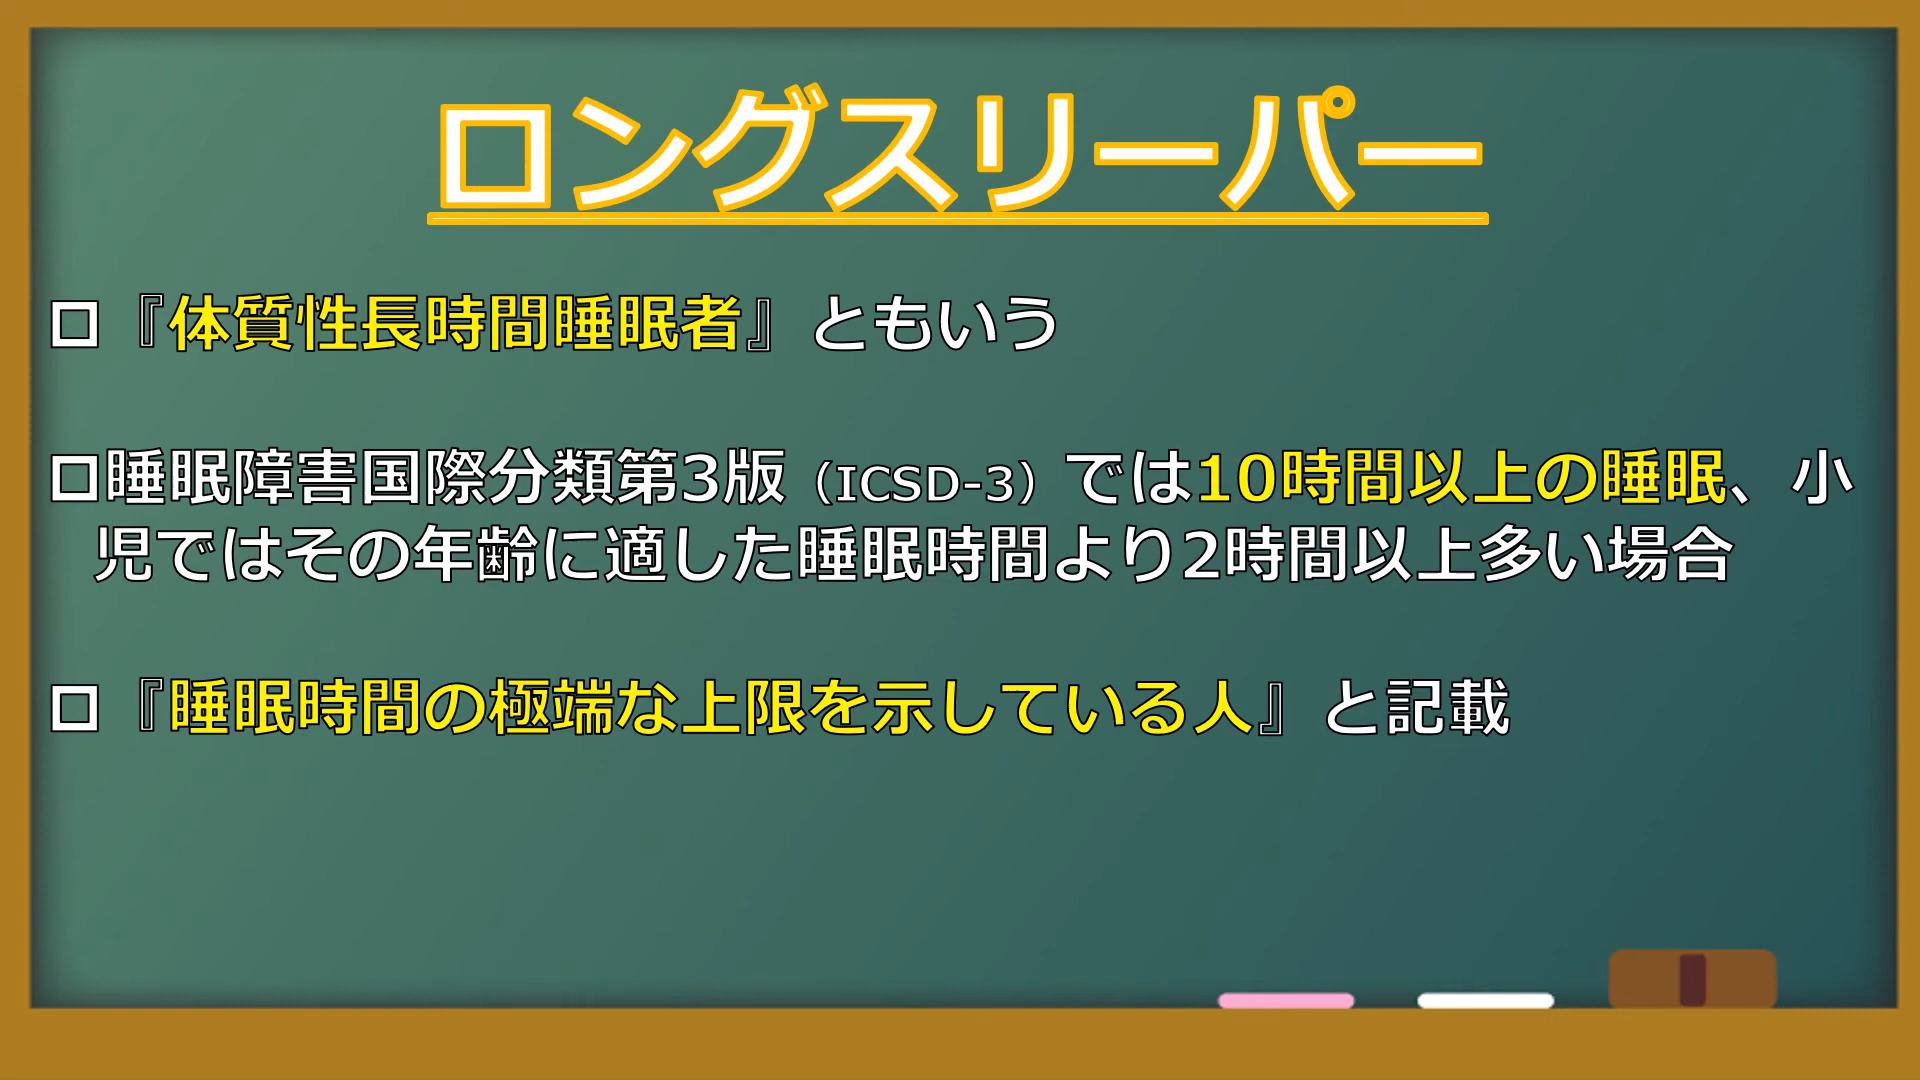 ロングスリーパー
□『体質性長時間睡眠者』ともいう
□睡眠障害国際分類第3版（ICSD-3）では10時間以上の睡眠、小
児ではその年齢に適した睡眠時間より2時間以上多い場合
□『睡眠時間の極端な上限を示している人』と記載